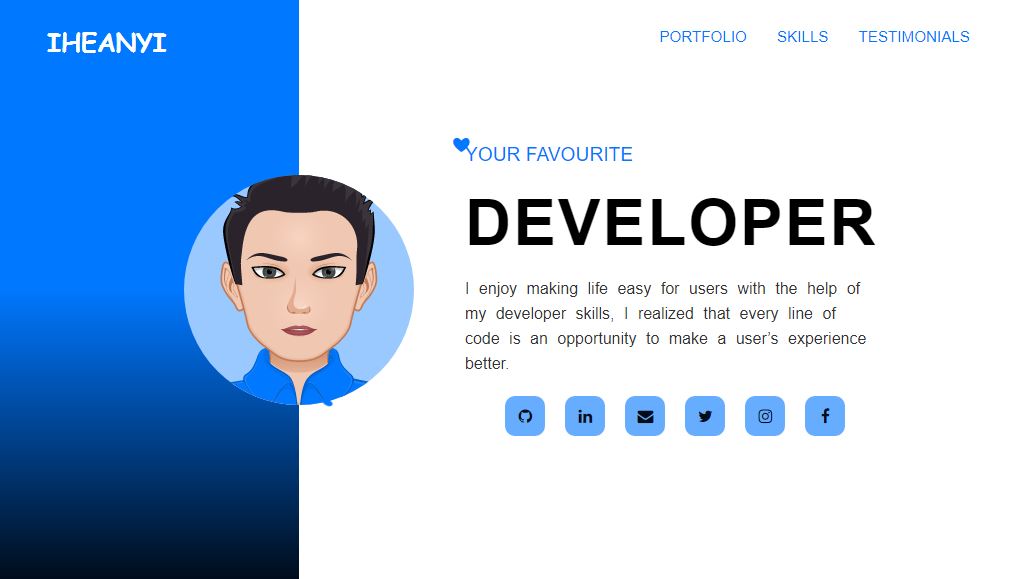 IHEANYI
PORTFOLIO SKILLS TESTIMONIALS
YOUR FAVOURITE
DEVELOPER
I enjoy making life easy for users with the help of
my developer skills, I realized that every line of
code is an opportunity to make a user’s experience
better.